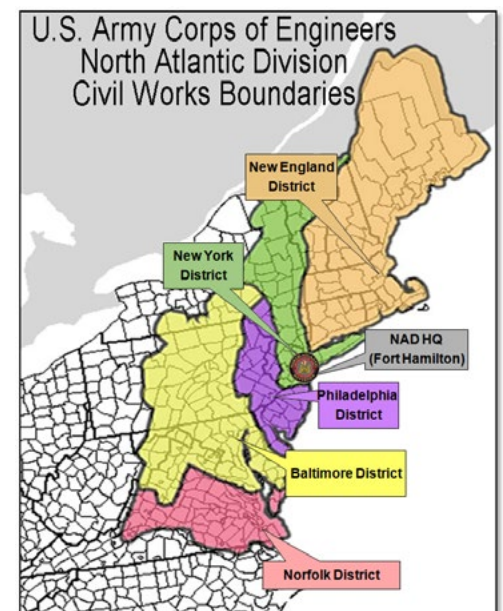 U.S. Army Corps of Engineers
North Atlantic Division
Civil Works Boundaries
New England
District
New York
District
NAD HQ
(Fort Hamilton)
Philadelphia
District
Baltimore District
Norfolk District